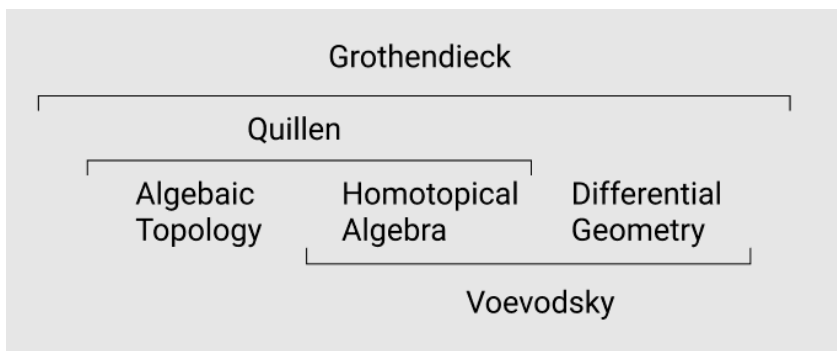 Grothendieck
Quillen
Algebaic Homotopical Differential
Topology Algebra Geometry
Voevodsky